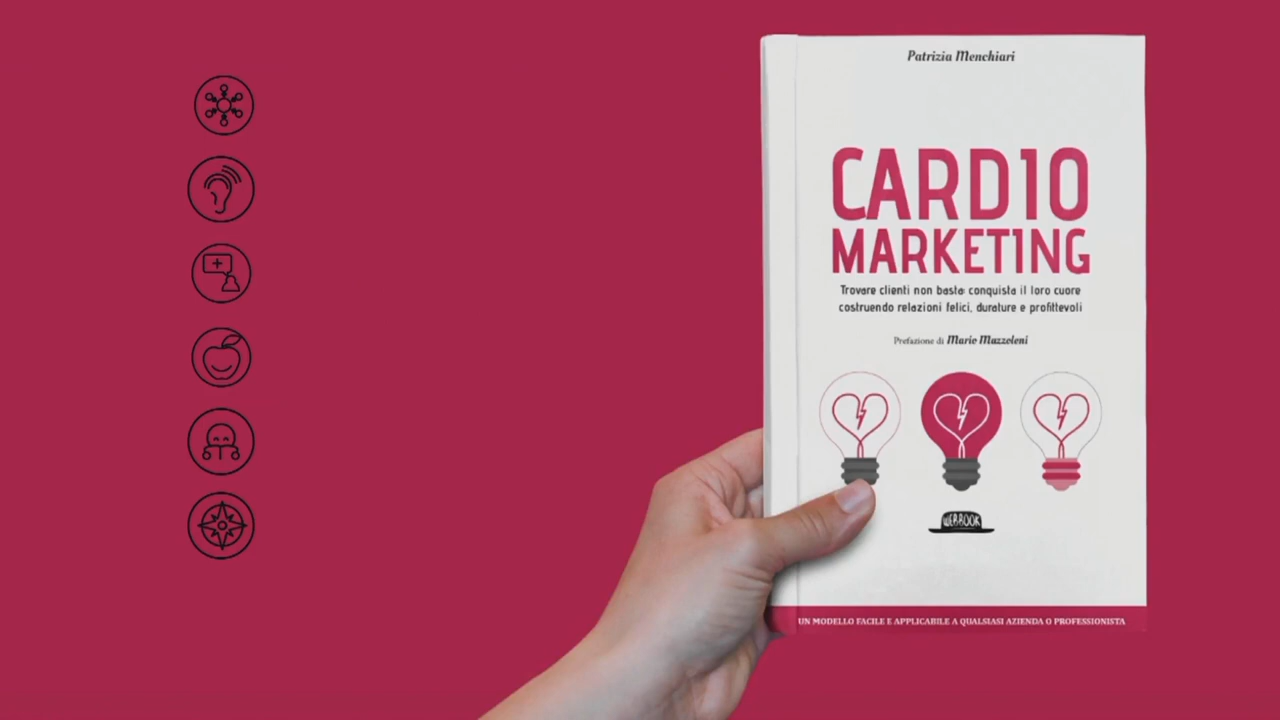 Patrizia Menchiari
CARDIO
MARKETING
Trovare clienti non basta: conquista il loro cuore
costruendo relazioni felici, durature e profittevoli
Prefazione di Mario Mazzoleni
WEBBOOK
UN MODELLO FACILE E APPLICABILE A QUALSIASI AZIENDA O PROFESSIONISTA